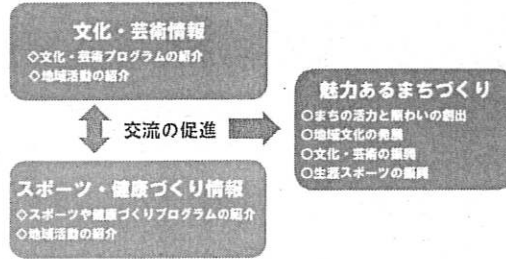 文化・芸術情報
◇文化・芸術プログラムの紹介
◇地域活動の紹介
交流の促進
スポーツ・健康づくり情報
◇スポーツや健康づくりプログラムの紹介
◇地域活動の紹介
魅力あるまちづくり
○まちの活力と賑わいの創出
○地域文化の発展
○文化・芸術の振興
○生涯スポーツの振興